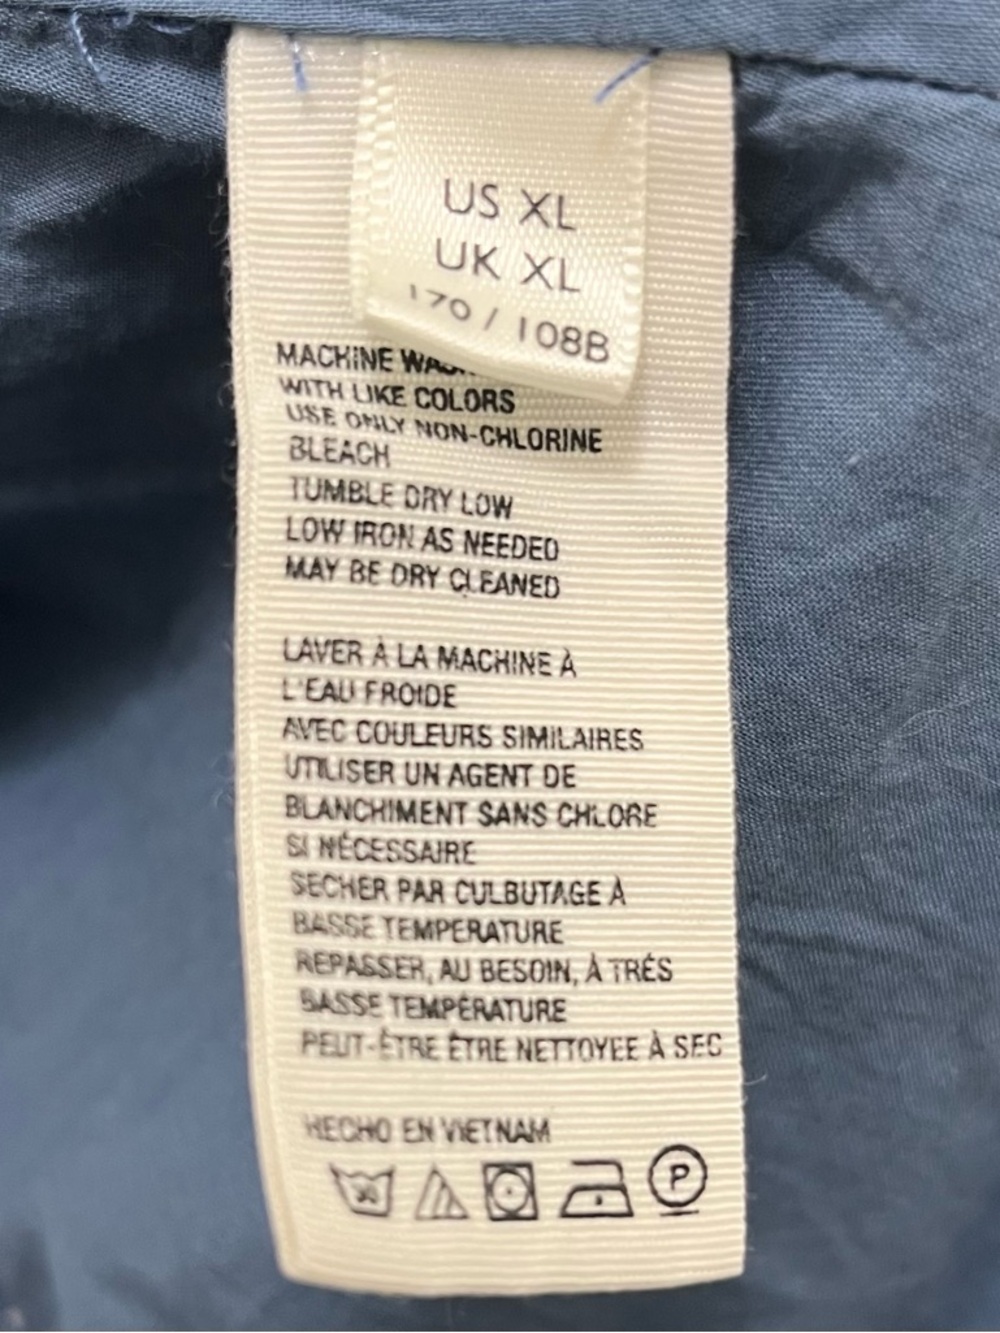 US XL
UK XL
170 / 108B
MACHINE
WITH LIKE COLORS
USE ONLY NON-CHLORINE
BLEACH
TUMBLE DRY LOW
LOW IRON AS NEEDED
MAY BE DRY CLEANED
LAVER À LA MACHINE À
L'EAU FROIDE
AVEC COULEURS SIMILAIRES
UTILISER UN AGENT DE
BLANCHIMENT SANS CHLORE
SI NÉCESSAIRE
SECHER PAR CULBUTAGE À
BASSE TEMPERATURE
REPASSER, AU BESOIN, À TRÉS
BASSE TEMPÉRATURE
PEUT-ÊTRE ÊTRE NETTOYEE À SEC
HECHO EN VIETNAM
P